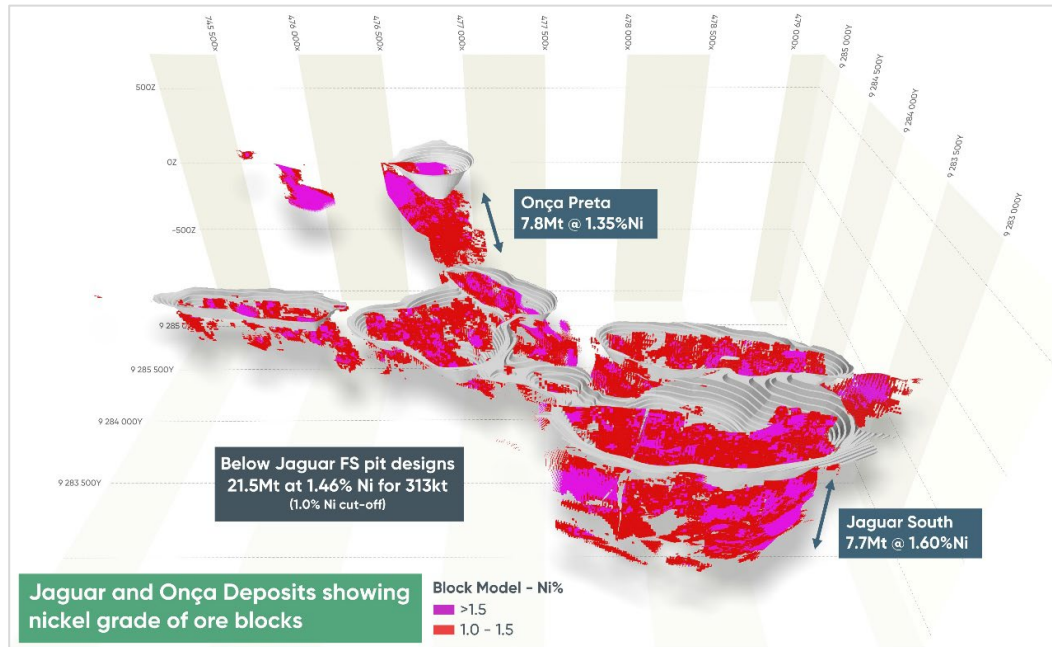 745 500x
476 000x
476 500x
477 000x
477 500x
478 000x
478 500x
479 000x
9 285 000Y
9 284 500Y
9 284 000Y
9 283 500Y
9 283 000Y
500Z
0Z
-500Z
Onça Preta
7.8Mt @ 1.35%Ni
9 285 0
9 285 500Y
9 284 000Y
9 283 500Y
Below Jaguar FS pit designs
21.5Mt at 1.46% Ni for 313kt
(1.0% Ni cut-off)
Jaguar South
7.7Mt @ 1.60%Ni
Jaguar and Onça Deposits showing
nickel grade of ore blocks
Block Model - Ni%
>1.5
1.0 - 1.5